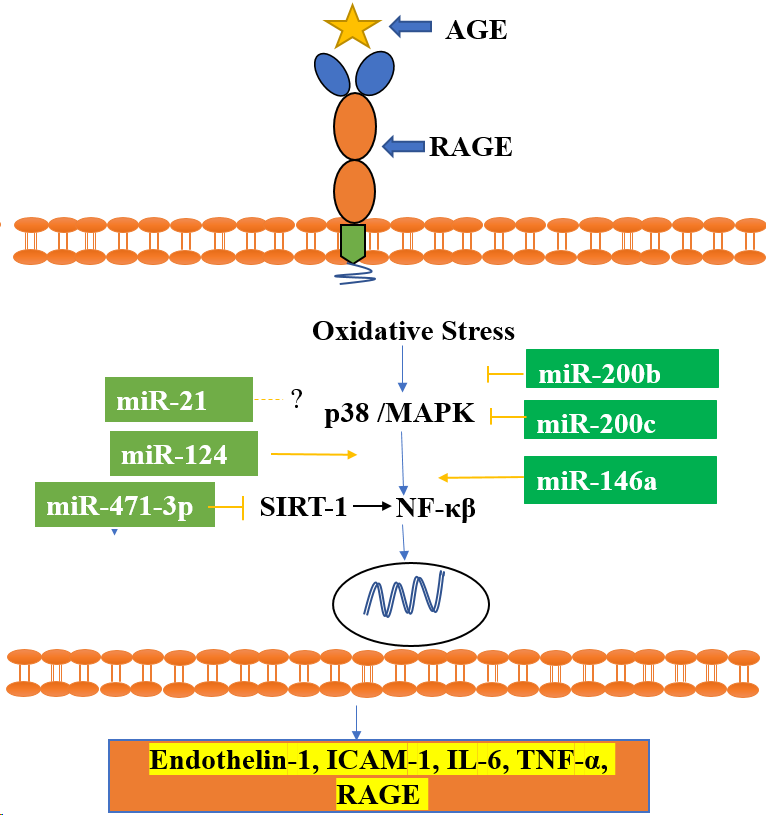 AGE
RAGE
Oxidative Stress
miR-200b
miR-21
?
p38 /MAPK
miR-200c
miR-124
miR-146a
miR-471-3p
SIRT-1
NF-κβ
Endothelin-1, ICAM-1, IL-6, TNF-α,
RAGE